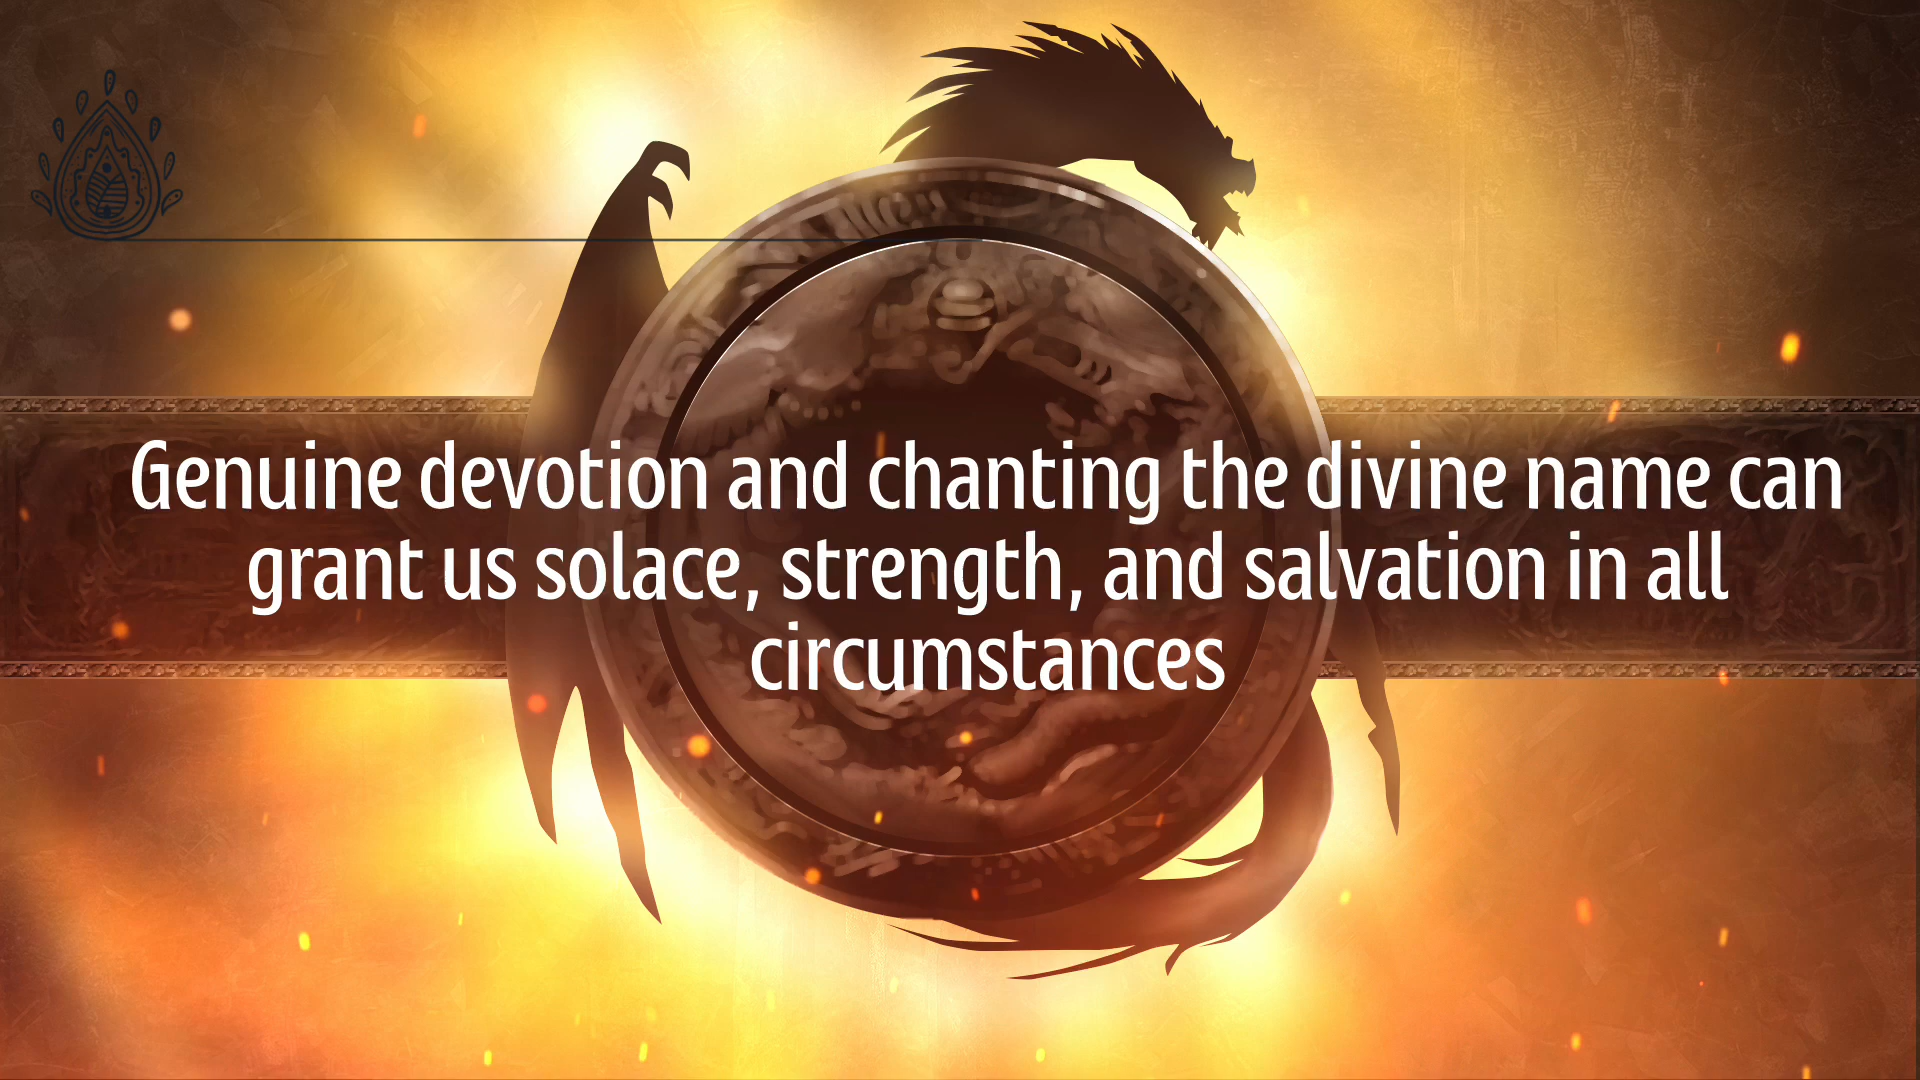 Genuine devotion and chanting the divine name can
grant us solace, strength, and salvation in all
circumstances